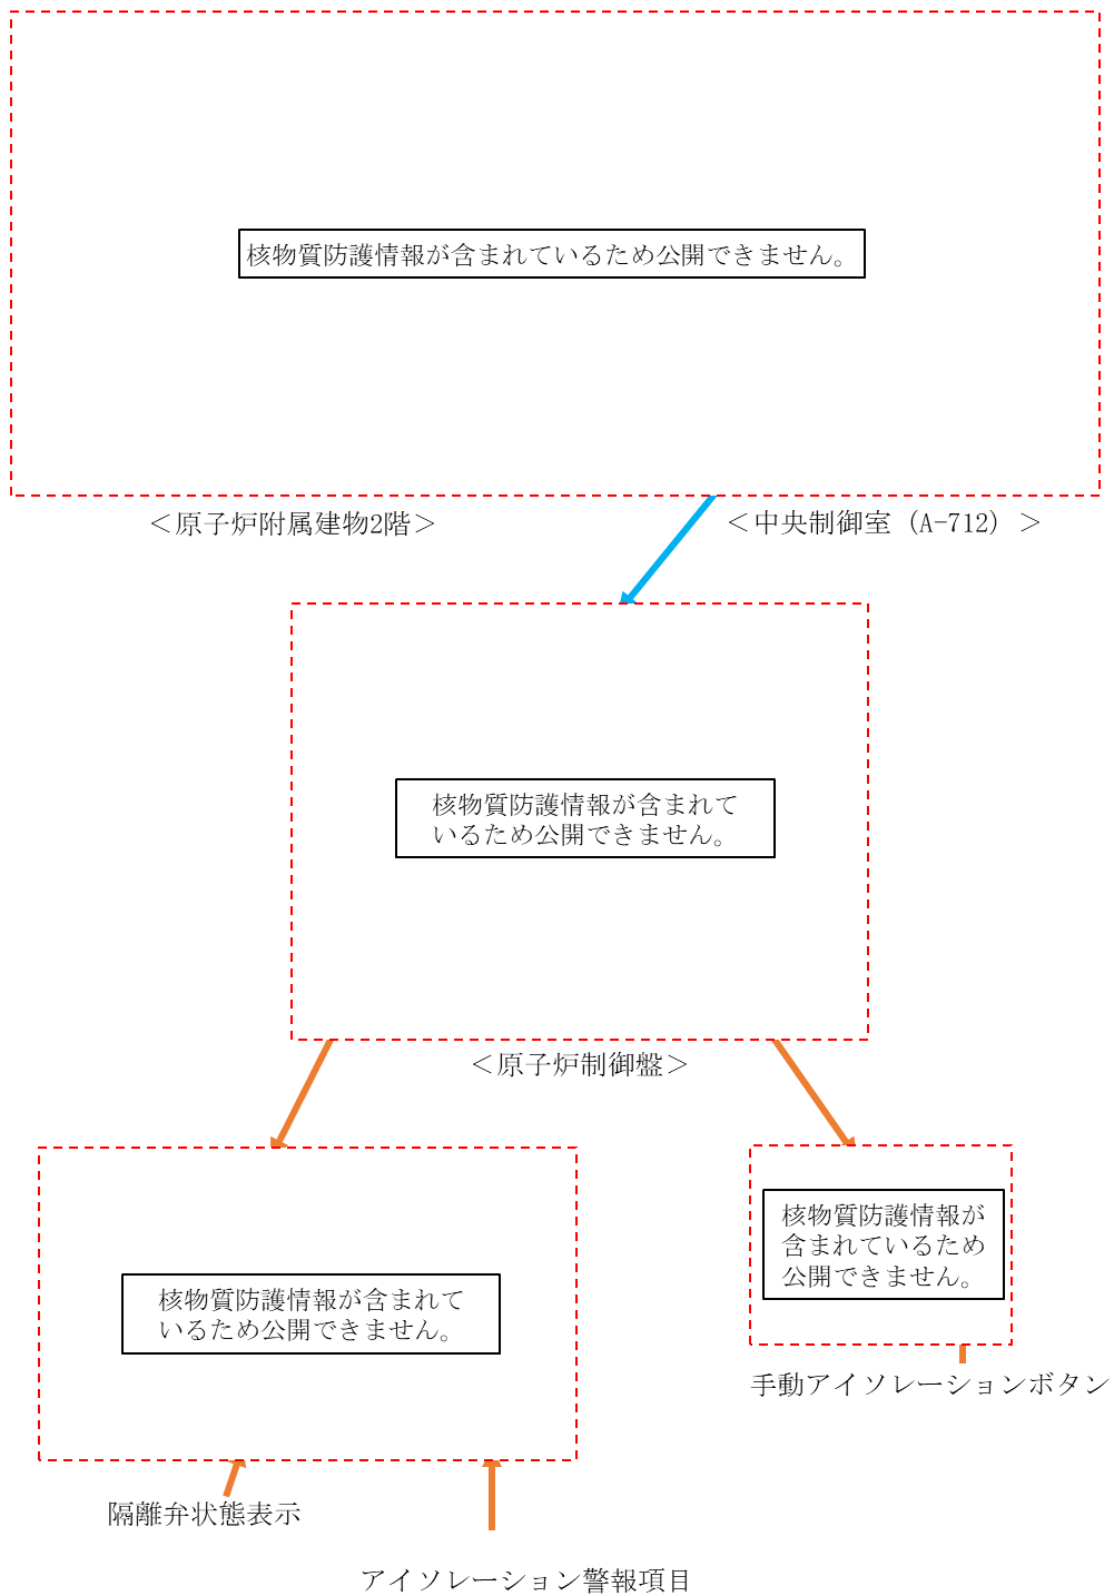 核物質防護情報が含まれているため公開できません。
＜原子炉附属建物2階＞
＜中央制御室（A-712）＞
核物質防護情報が含まれて
いるため公開できません。
＜原子炉制御盤＞
核物質防護情報が含まれて
いるため公開できません。
核物質防護情報が
含まれているため
公開できません。
手動アイソレーションボタン
隔離弁状態表示
アイソレーション警報項目